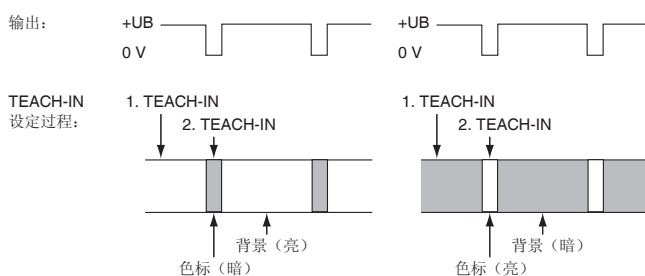 输出： +UB +UB
0 V 0 V
TEACH-IN 1. TEACH-IN 1. TEACH-IN
设定过程： 2. TEACH-IN 2. TEACH-IN
背景（亮） 背景（暗）
色标（暗） 色标（亮）